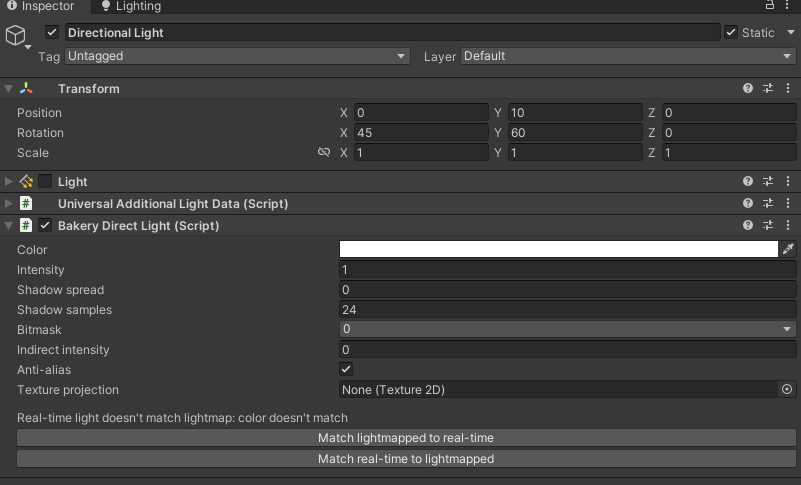 Inspector Lighting
Directional Light Static
Tag Untagged Layer Default
Transform
Position X 0 Y 10 Z 0
Rotation X 45 Y 60 Z 0
Scale X 1 Y 1 Z 1
Light
# Universal Additional Light Data (Script)
# Bakery Direct Light (Script)
Color
Intensity 1
Shadow spread 0
Shadow samples 24
Bitmask 0
Indirect intensity 0
Anti-alias
Texture projection None (Texture 2D)
Real-time light doesn't match lightmap: color doesn't match
Match lightmapped to real-time
Match real-time to lightmapped